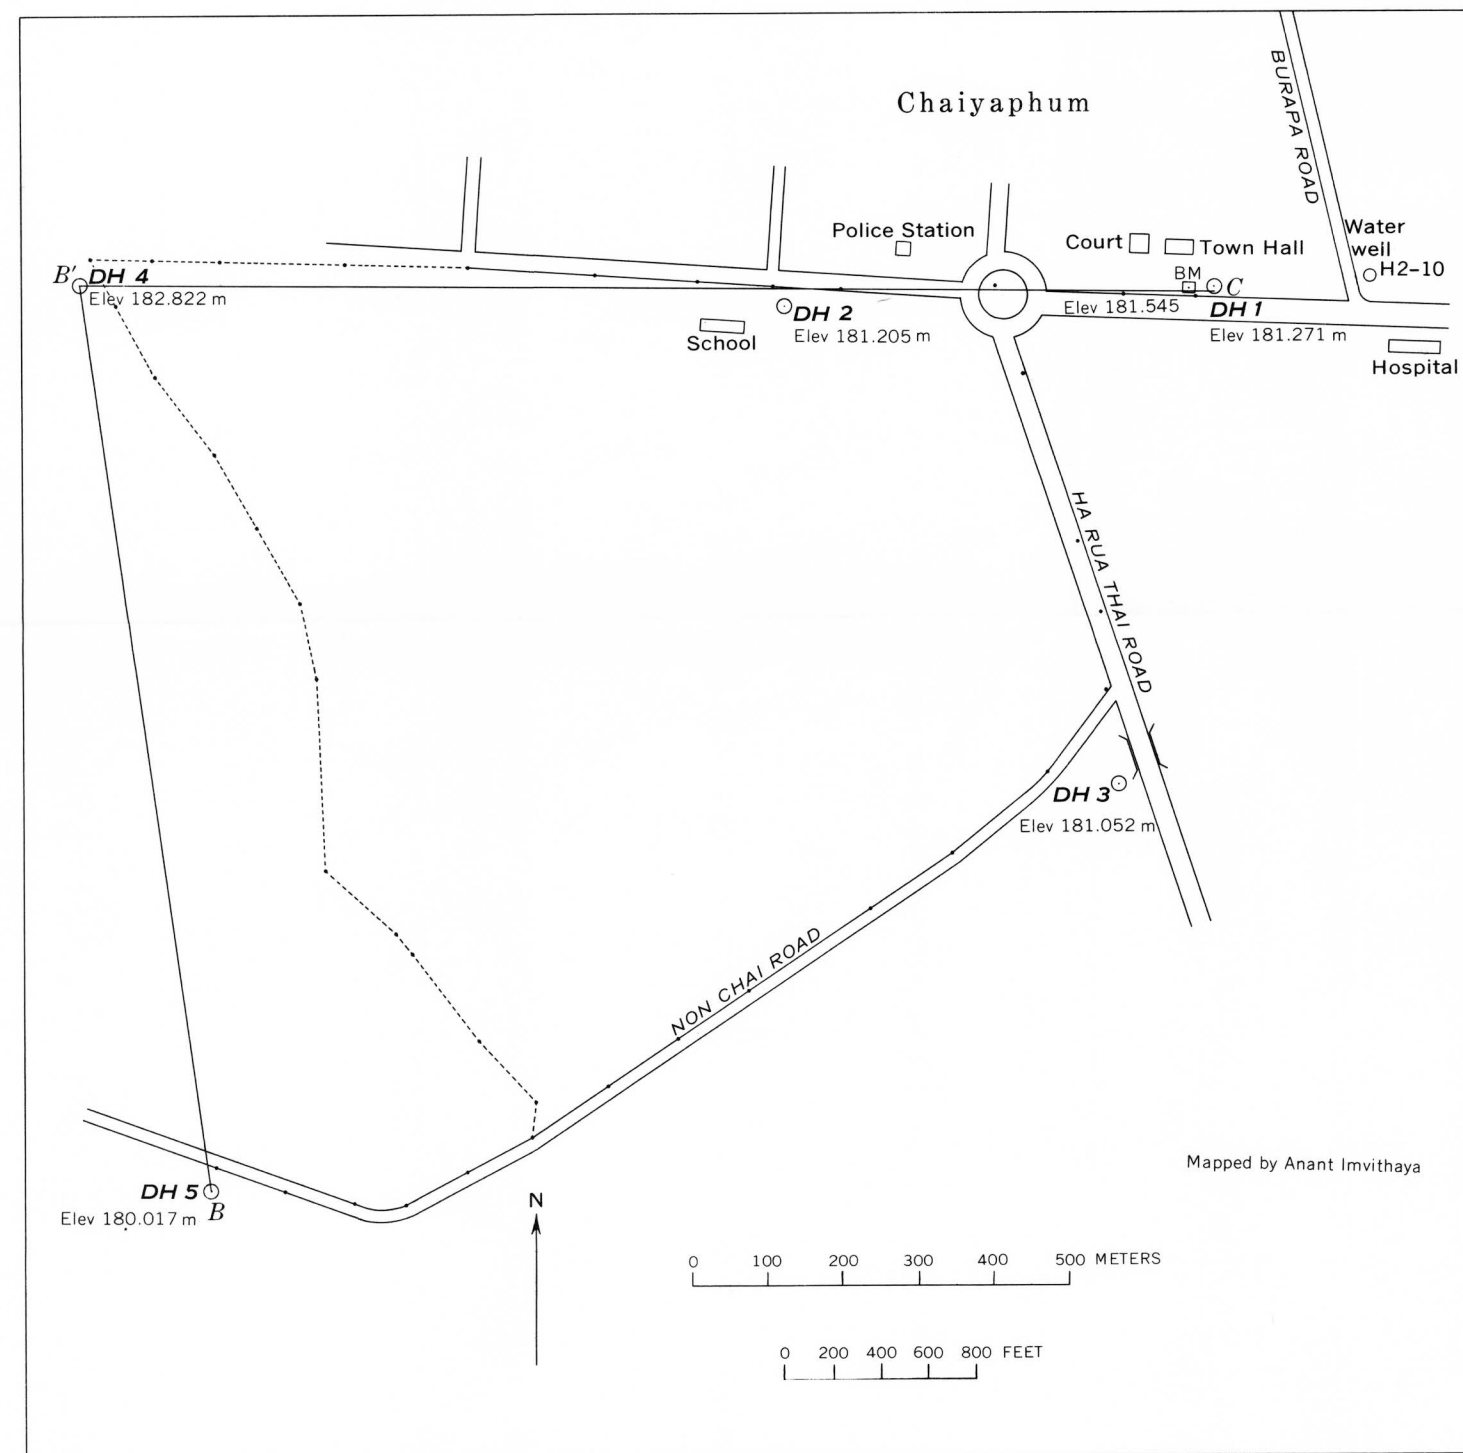 Chaiyaphum
BURAPA ROAD
Police Station
Court
Town Hall
Water
weil
H2-10
B'
DH 4
Elev 182.822 m
BM
C
DH 1
Elev 181.545
Elev 181.271 m
DH 2
Elev 181.205 m
School
Hospital
HA RUA THAI ROAD
DH 3
Elev 181.052 m
NON CHAI ROAD
Mapped by Anant Imvithaya
DH 5
B
Elev 180.017 m
N
0 100 200 300 400 500 METERS
0 200 400 600 800 FEET